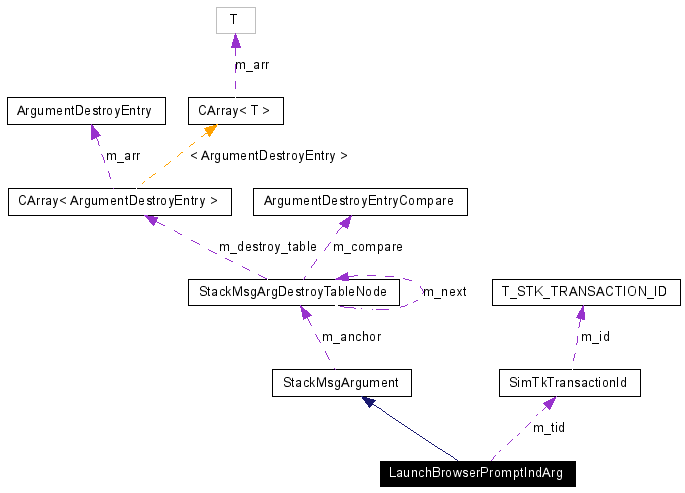 T
m_arr
ArgumentDestroyEntry
CArray< T >
m_arr
< ArgumentDestroyEntry >
CArray< ArgumentDestroyEntry >
ArgumentDestroyEntryCompare
m_destroy_table
m_compare
StackMsgArgDestroyTableNode
m_next
T_STK_TRANSACTION_ID
m_anchor
m_id
StackMsgArgument
SimTkTransactionId
m_tid
LaunchBrowserPromptIndArg